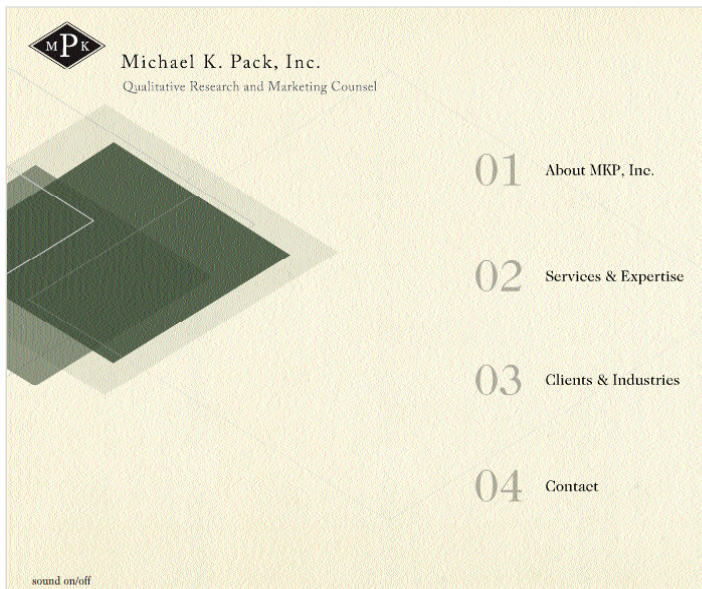 MPK
Michael K. Pack, Inc.
Qualitative Research and Marketing Counsel
01 About MKP, Inc.
02 Services & Expertise
03 Clients & Industries
04 Contact
sound on/off